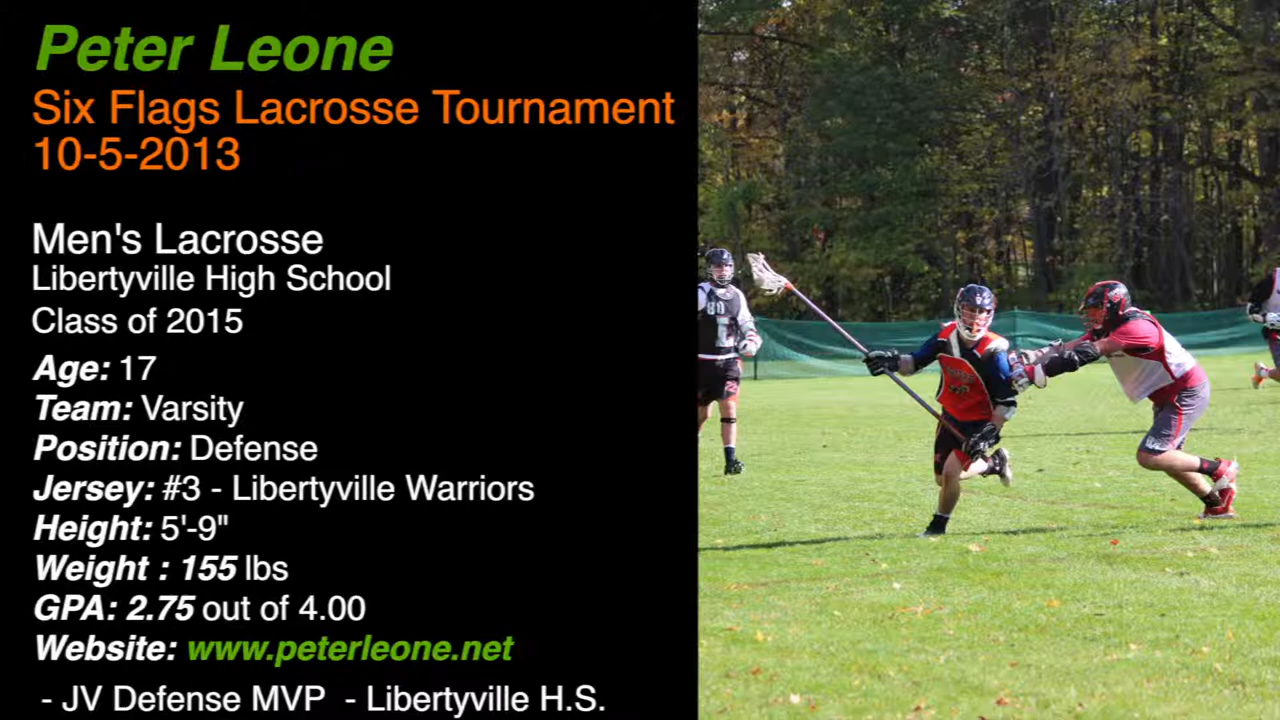 Peter Leone
Six Flags Lacrosse Tournament
10-5-2013
Men's Lacrosse
Libertyville High School
Class of 2015
Age: 17
Team: Varsity
Position: Defense
Jersey: #3 - Libertyville Warriors
Height: 5'-9"
Weight : 155 lbs
GPA: 2.75 out of 4.00
Website: www.peterleone.net
- JV Defense MVP - Libertyville H.S.